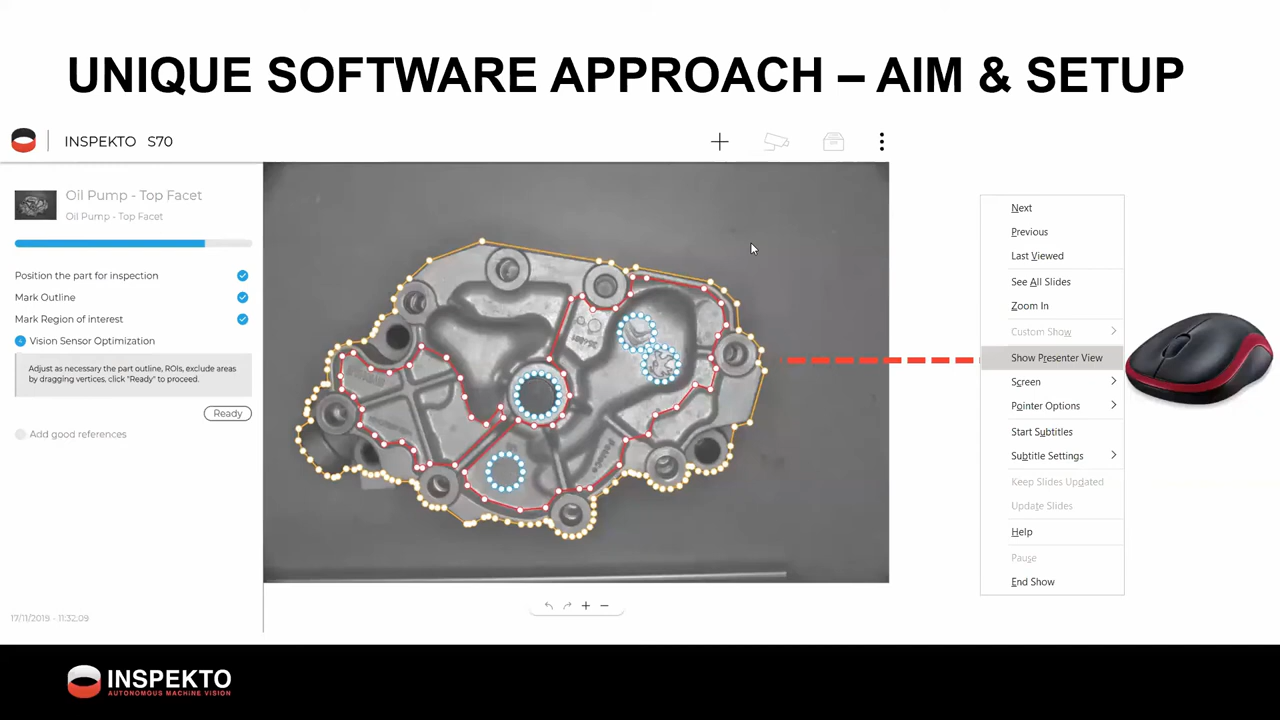 UNIQUE SOFTWARE APPROACH – AIM & SETUP
INSPEKTO S70
Oil Pump - Top Facet
Oil Pump - Top Facet
Position the part for inspection
Mark Outline
Mark Region of interest
Vision Sensor Optimization
Adjust as necessary the part outline, ROIs, exclude areas
by dragging vertices, click "Ready" to proceed.
Ready
Add good references
17/11/2019 - 11:32:09
Next
Previous
Last Viewed
See All Slides
Zoom In
Custom Show
Show Presenter View
Screen
Pointer Options
Start Subtitles
Subtitle Settings
Keep Slides Updated
Update Slides
Help
Pause
End Show
INSPEKTO
AUTONOMOUS MACHINE VISION